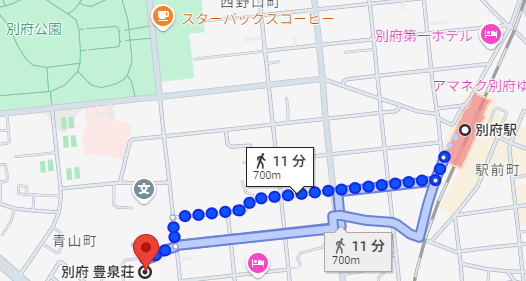 西野山町
別府公園
スターバックスコーヒー
別府第一ホテル
アマネク別府ゆ
別府駅
11 分
700m
駅前町
青山町
11 分
700m
別府 豊泉荘